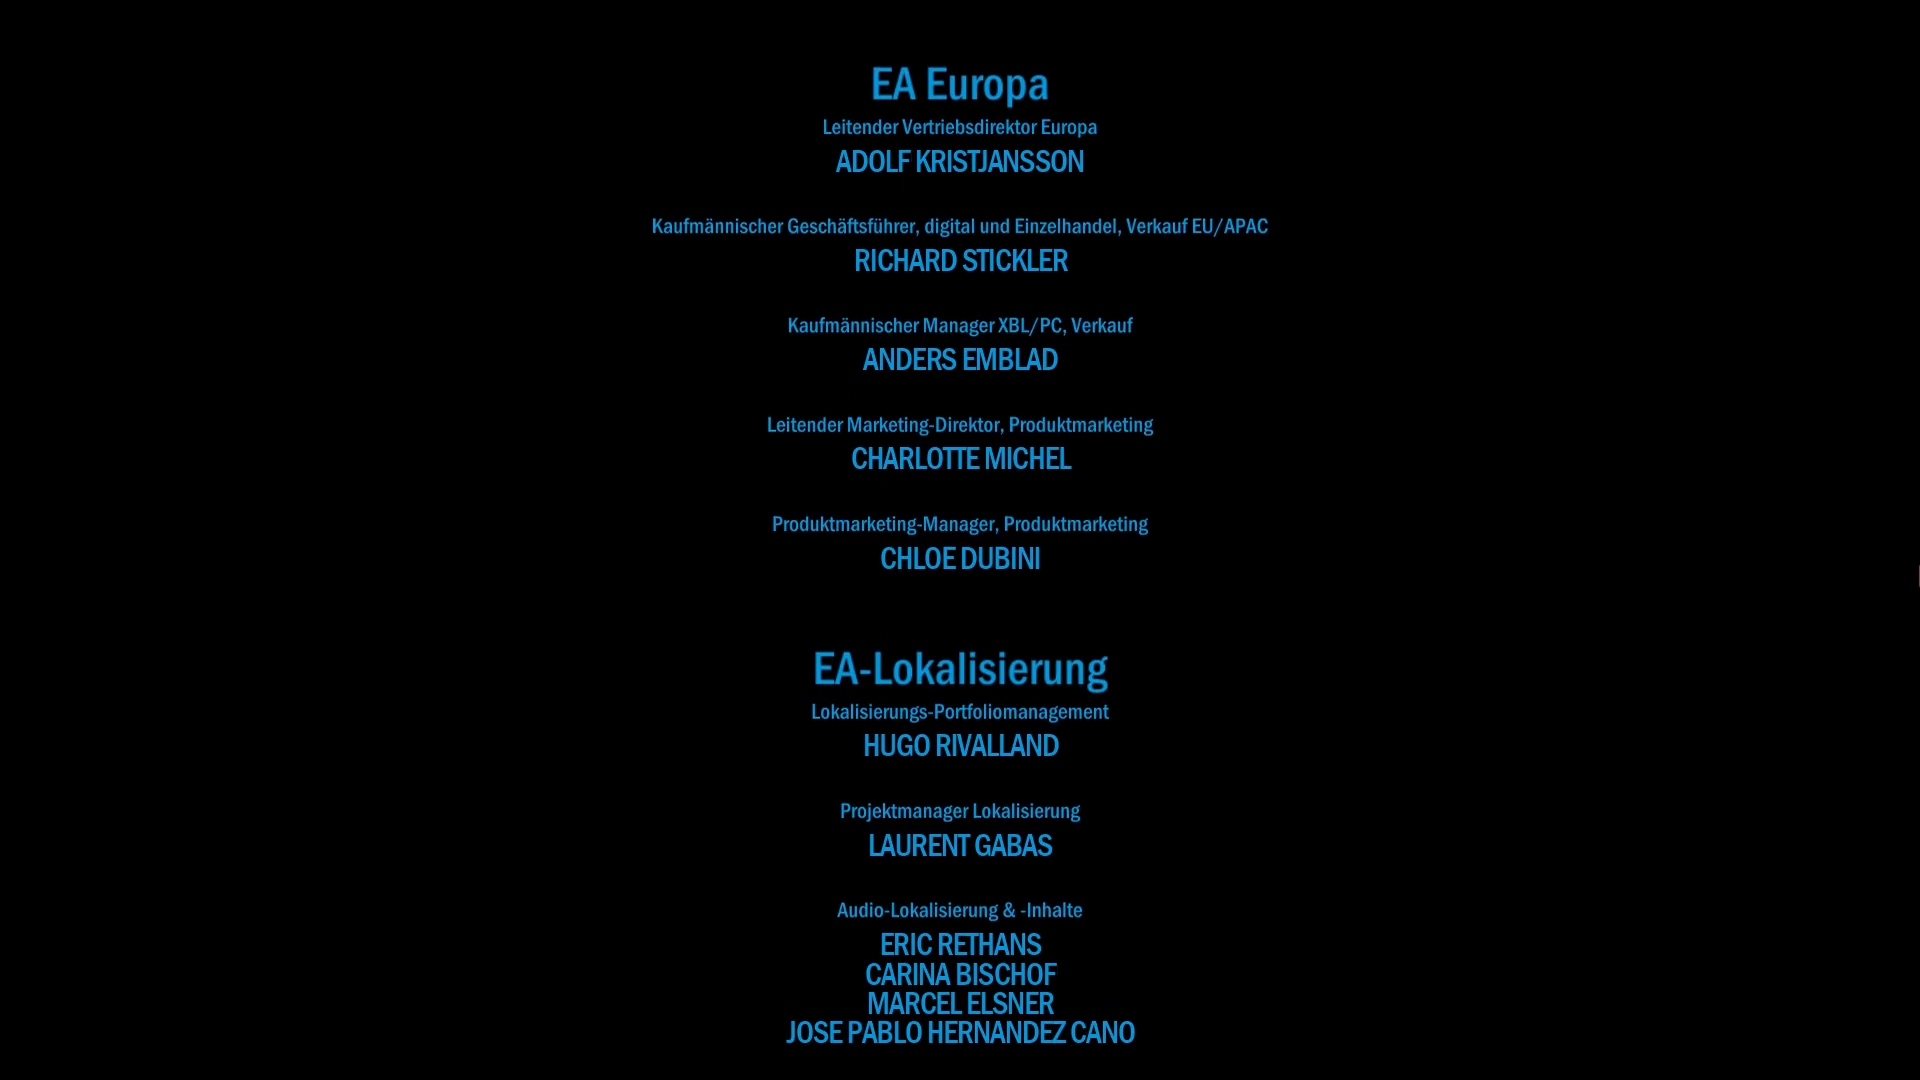 EA Europa
Leitender Vertriebsdirektor Europa
ADOLF KRISTJANSSON
Kaufmännischer Geschäftsführer, digital und Einzelhandel, Verkauf EU/APAC
RICHARD STICKLER
Kaufmännischer Manager XBL/PC, Verkauf
ANDERS EMBLAD
Leitender Marketing-Direktor, Produktmarketing
CHARLOTTE MICHEL
Produktmarketing-Manager, Produktmarketing
CHLOE DUBINI
EA-Lokalisierung
Lokalisierungs-Portfoliomanagement
HUGO RIVALLAND
Projektmanager Lokalisierung
LAURENT GABAS
Audio-Lokalisierung & -Inhalte
ERIC RETHANS
CARINA BISCHOF
MARCEL ELSNER
JOSE PABLO HERNANDEZ CANO